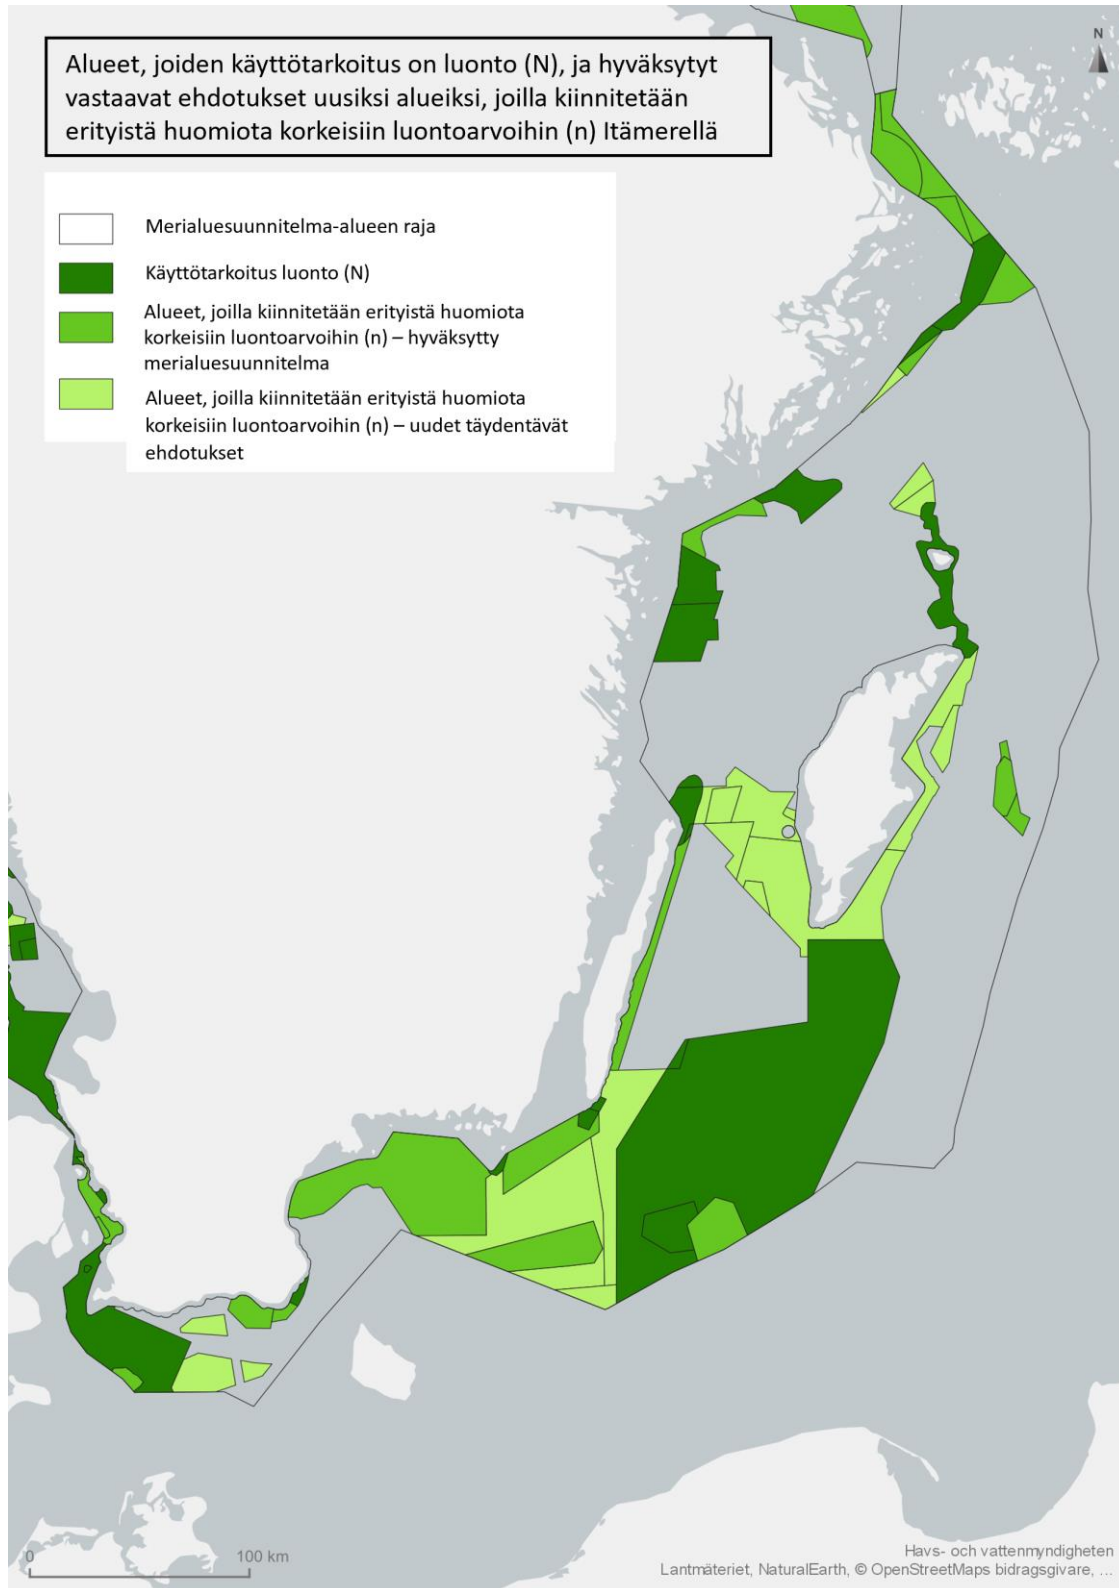 Alueet, joiden käyttötarkoitus on luonto (N), ja hyväksytyt
vastaavat ehdotukset uusiksi alueiksi, joilla kiinnitetään
erityistä huomiota korkeisiin luontoarvoihin (n) Itämerellä
N
Merialuesuunnitelma-alueen raja
Käyttötarkoitus luonto (N)
Alueet, joilla kiinnitetään erityistä huomiota
korkeisiin luontoarvoihin (n) – hyväksytty
merialuesuunnitelma
Alueet, joilla kiinnitetään erityistä huomiota
korkeisiin luontoarvoihin (n) – uudet täydentävät
ehdotukset
0 100 km
Havs- och vattenmyndigheten
Lantmäteriet, NaturalEarth, © OpenStreetMaps bidragsgivare, ...